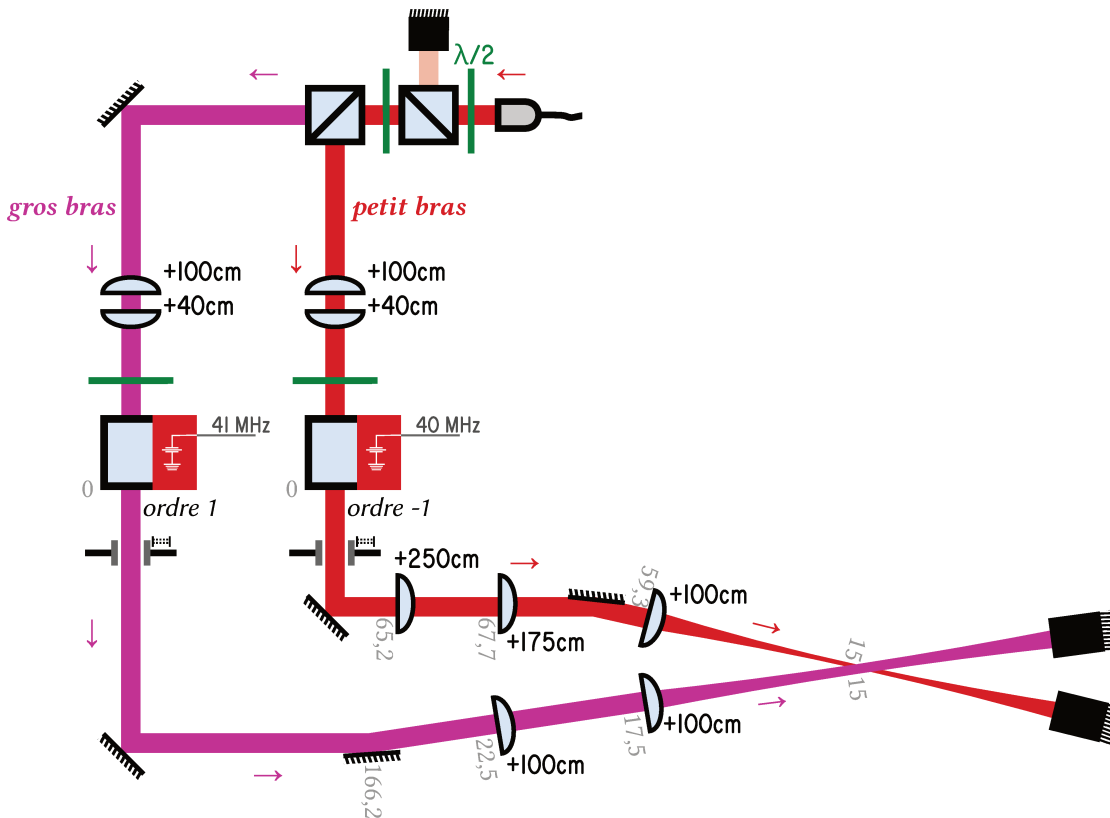 λ/2
gros bras
petit bras
+100cm
+40cm
+100cm
+40cm
41 MHz
40 MHz
0
0
ordre 1
ordre -1
+250cm
59,3
+100cm
65,2
67,7
+175cm
15
15
17,5
+100cm
22,5
+100cm
166,2